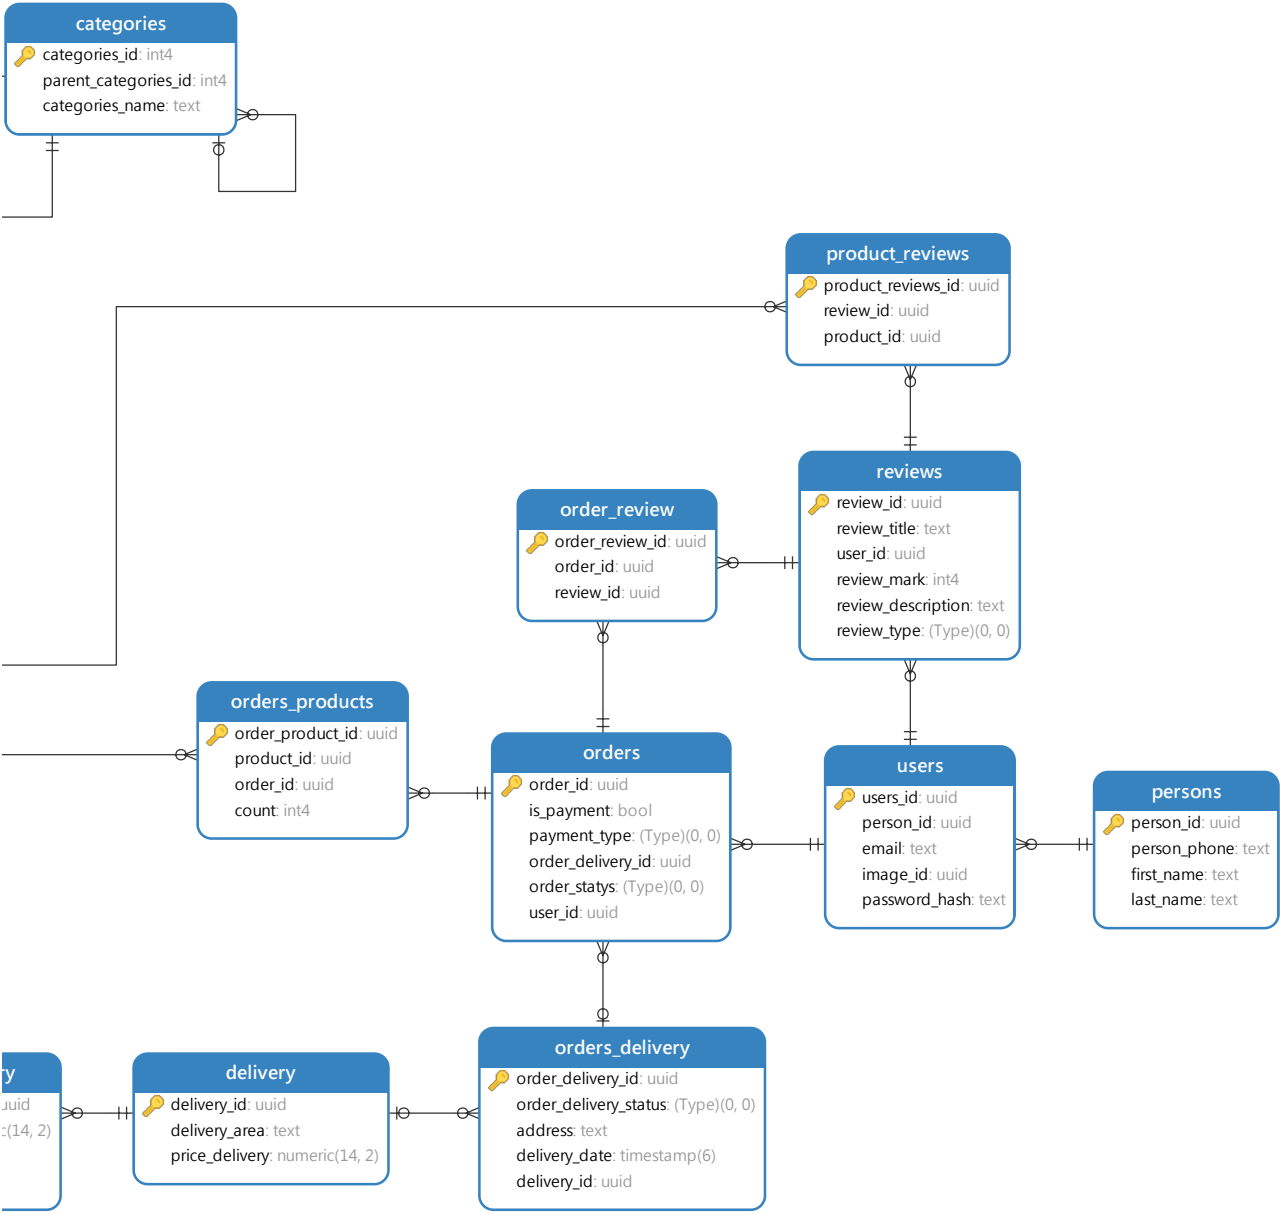 categories
categories_id: int4
parent_categories_id: int4
categories_name: text
product_reviews
product_reviews_id: uuid
review_id: uuid
product_id: uuid
reviews
review_id: uuid
review_title: text
user_id: uuid
review_mark: int4
review_description: text
review_type: (Type)(0, 0)
order_review
order_review_id: uuid
order_id: uuid
review_id: uuid
orders_products
order_product_id: uuid
product_id: uuid
order_id: uuid
count: int4
orders
order_id: uuid
is_payment: bool
payment_type: (Type)(0, 0)
order_delivery_id: uuid
order_statys: (Type)(0, 0)
user_id: uuid
users
users_id: uuid
person_id: uuid
email: text
image_id: uuid
password_hash: text
persons
person_id: uuid
person_phone: text
first_name: text
last_name: text
ry
uuid
c(14, 2)
delivery
delivery_id: uuid
delivery_area: text
price_delivery: numeric(14, 2)
orders_delivery
order_delivery_id: uuid
order_delivery_status: (Type)(0, 0)
address: text
delivery_date: timestamp(6)
delivery_id: uuid